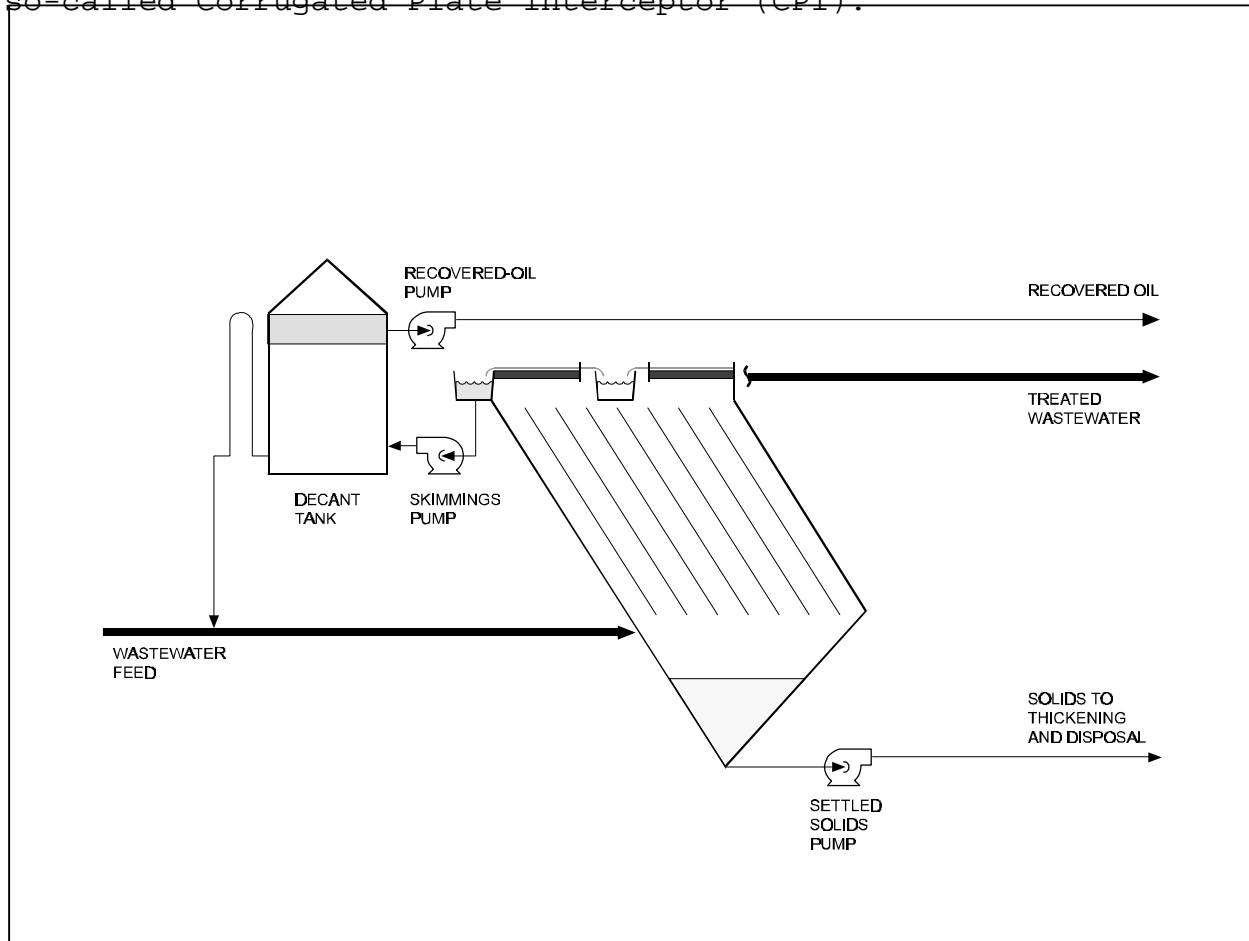 so-called Corrugated Plate Interceptor (CPI).
RECOVERED-OIL
PUMP
RECOVERED OIL
TREATED
WASTEWATER
DECANT
TANK
SKIMMINGS
PUMP
WASTEWATER
FEED
SOLIDS TO
THICKENING
AND DISPOSAL
SETTLED
SOLIDS
PUMP